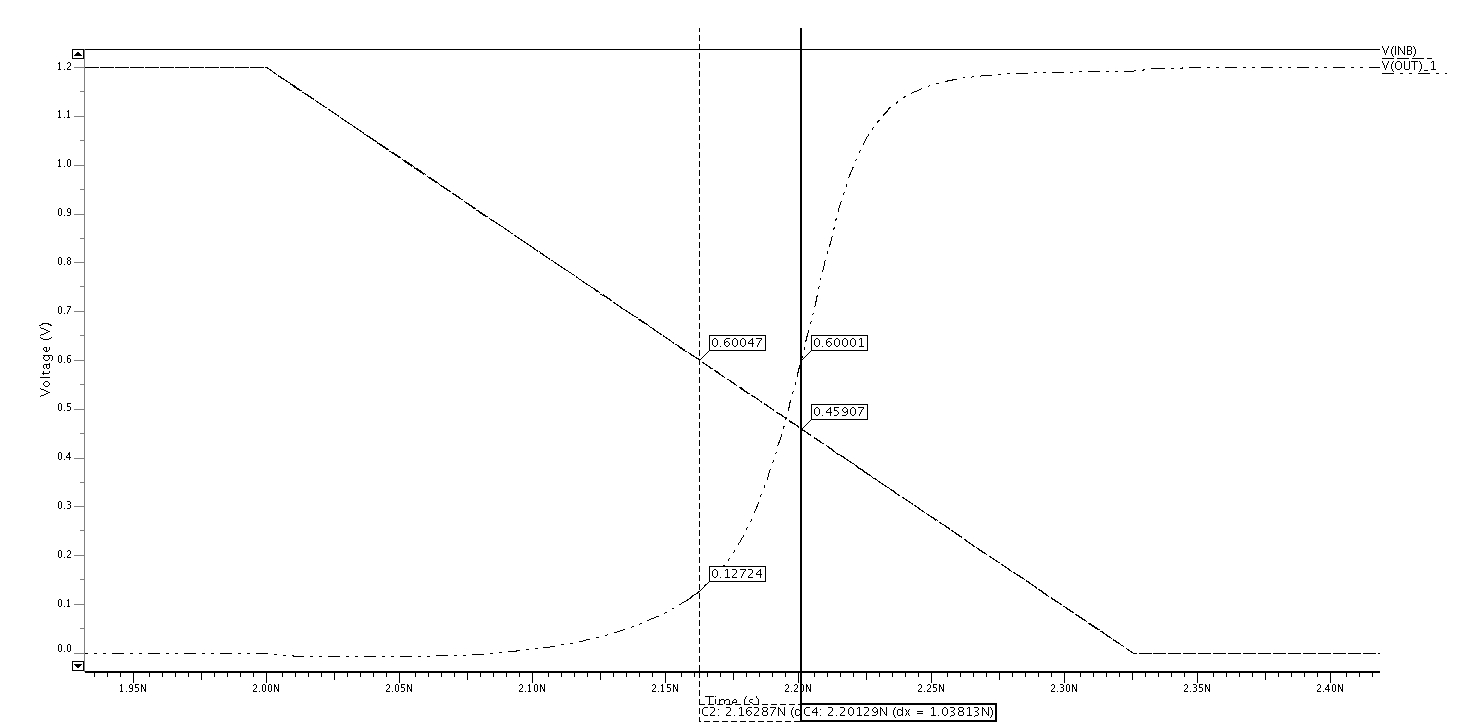 V(INB)
V(OUT)_1
1.2
1.1
1.0
0.9
0.8
0.7
0.6
0.5
0.4
0.3
0.2
0.1
0.0
Voltage (V)
0.60047
0.60001
0.45907
0.12724
1.95N 2.00N 2.05N 2.10N 2.15N 2.20N 2.25N 2.30N 2.35N 2.40N
Time (s)
C2: 2.16287N (d
C4: 2.20129N (dx = 1.03813N)